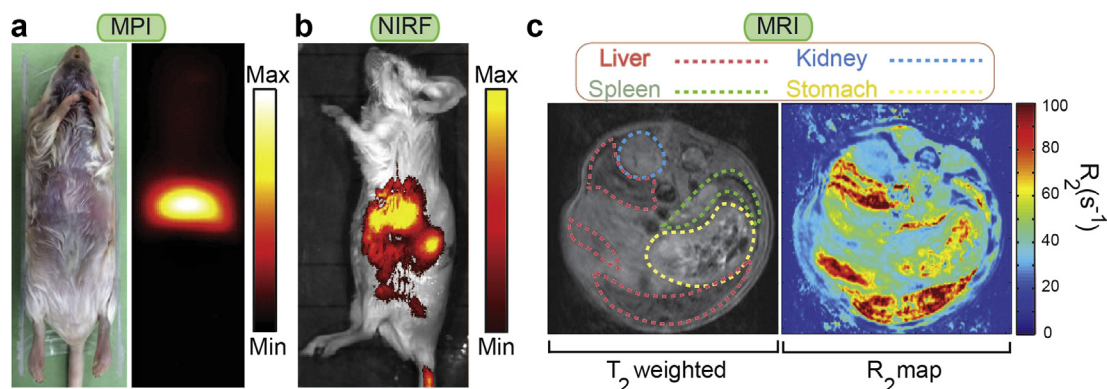 a
MPI
Max
Min
b
NIRF
Max
Min
c
MRI
Liver
Kidney
Spleen
Stomach
100
80
60
40
20
0
R2(s-1)
T2 weighted
R2 map